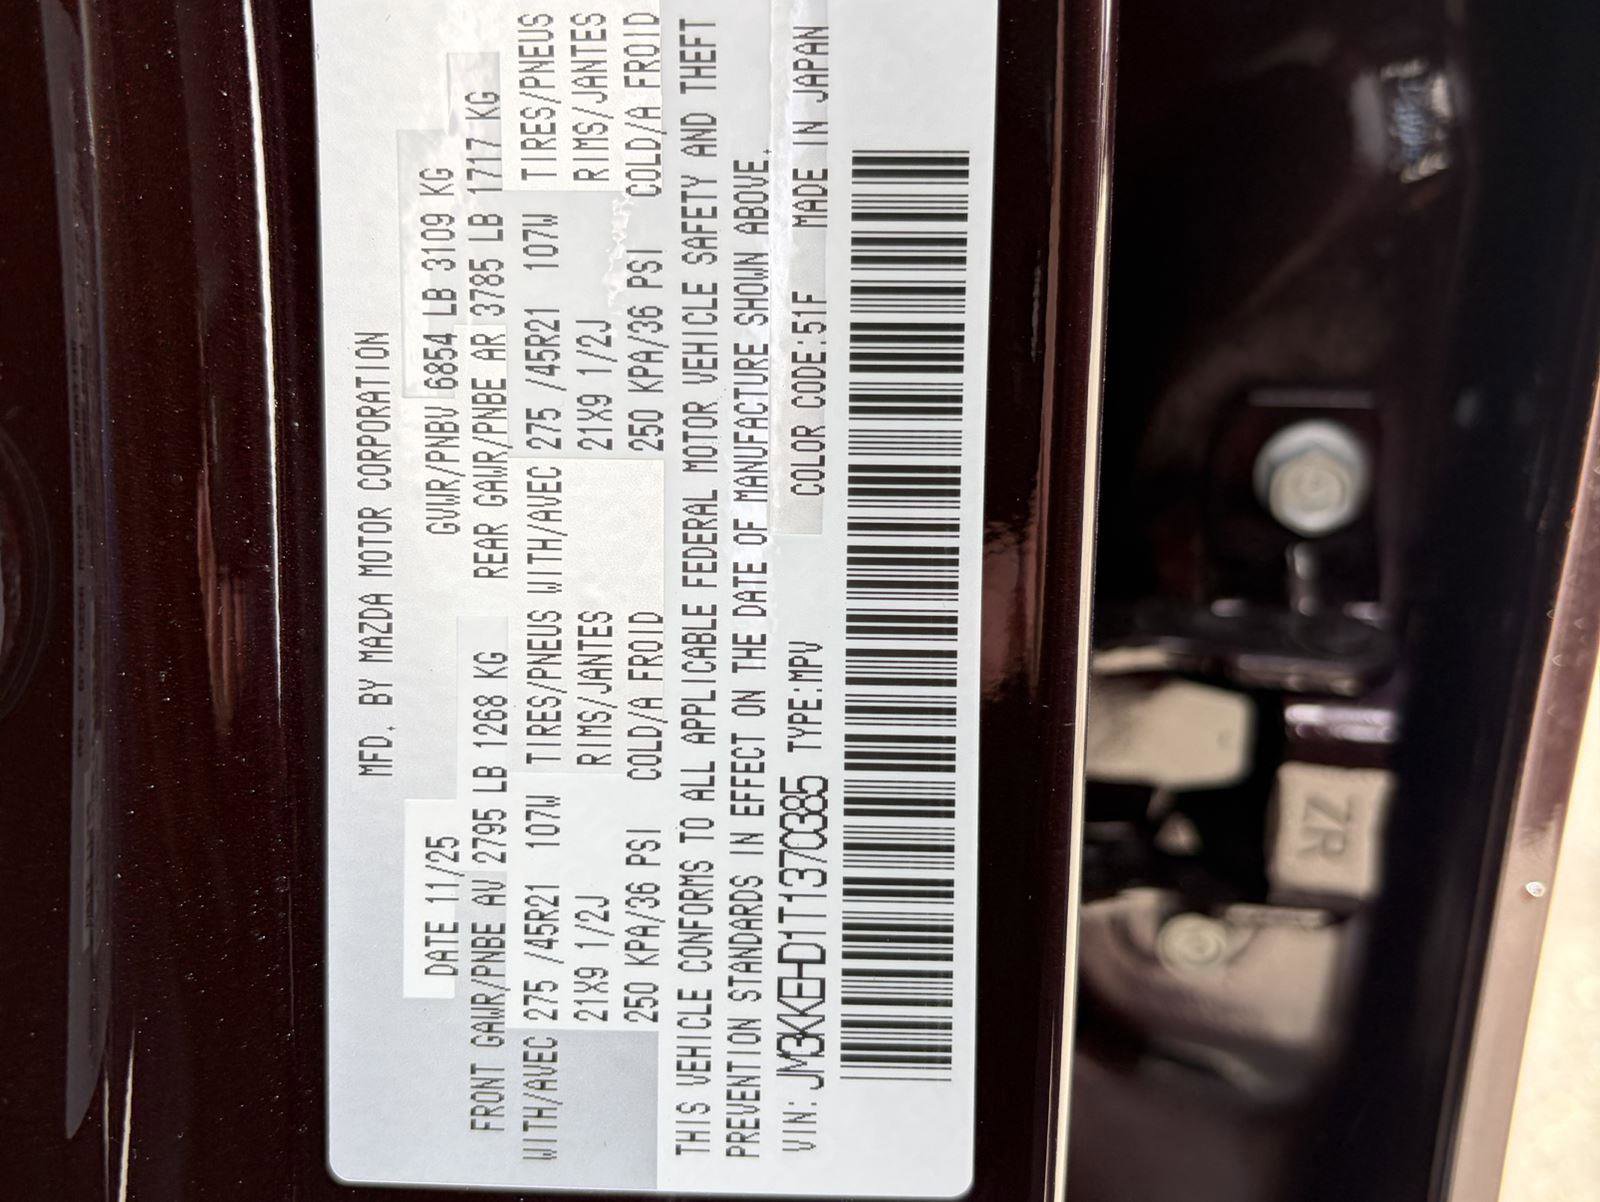 MFD. BY MAZDA MOTOR CORPORATION
DATE 11/25 GVWR/PNBV 6854 LB 3109 KG
FRONT GAWR/PNBE AV 2795 LB 1268 KG REAR GAWR/PNBE AR 3785 LB 1717 KG
WITH/AVEC 275 /45R21 107W TIRES/PNEUS WITH/AVEC 275 /45R21 107W TIRES/PNEUS
21X9 1/2J RIMS/JANTES 21X9 1/2J RIMS/JANTES
250 KPA/36 PSI COLD/A FROID 250 KPA/36 PSI COLD/A FROID
THIS VEHICLE CONFORMS TO ALL APPLICABLE FEDERAL MOTOR VEHICLE SAFETY AND THEFT
PREVENTION STANDARDS IN EFFECT ON THE DATE OF MANUFACTURE SHOWN ABOVE.
VIN: JM3KKEHD1T1370385 TYPE:MPV COLOR CODE:51F MADE IN JAPAN
ZR